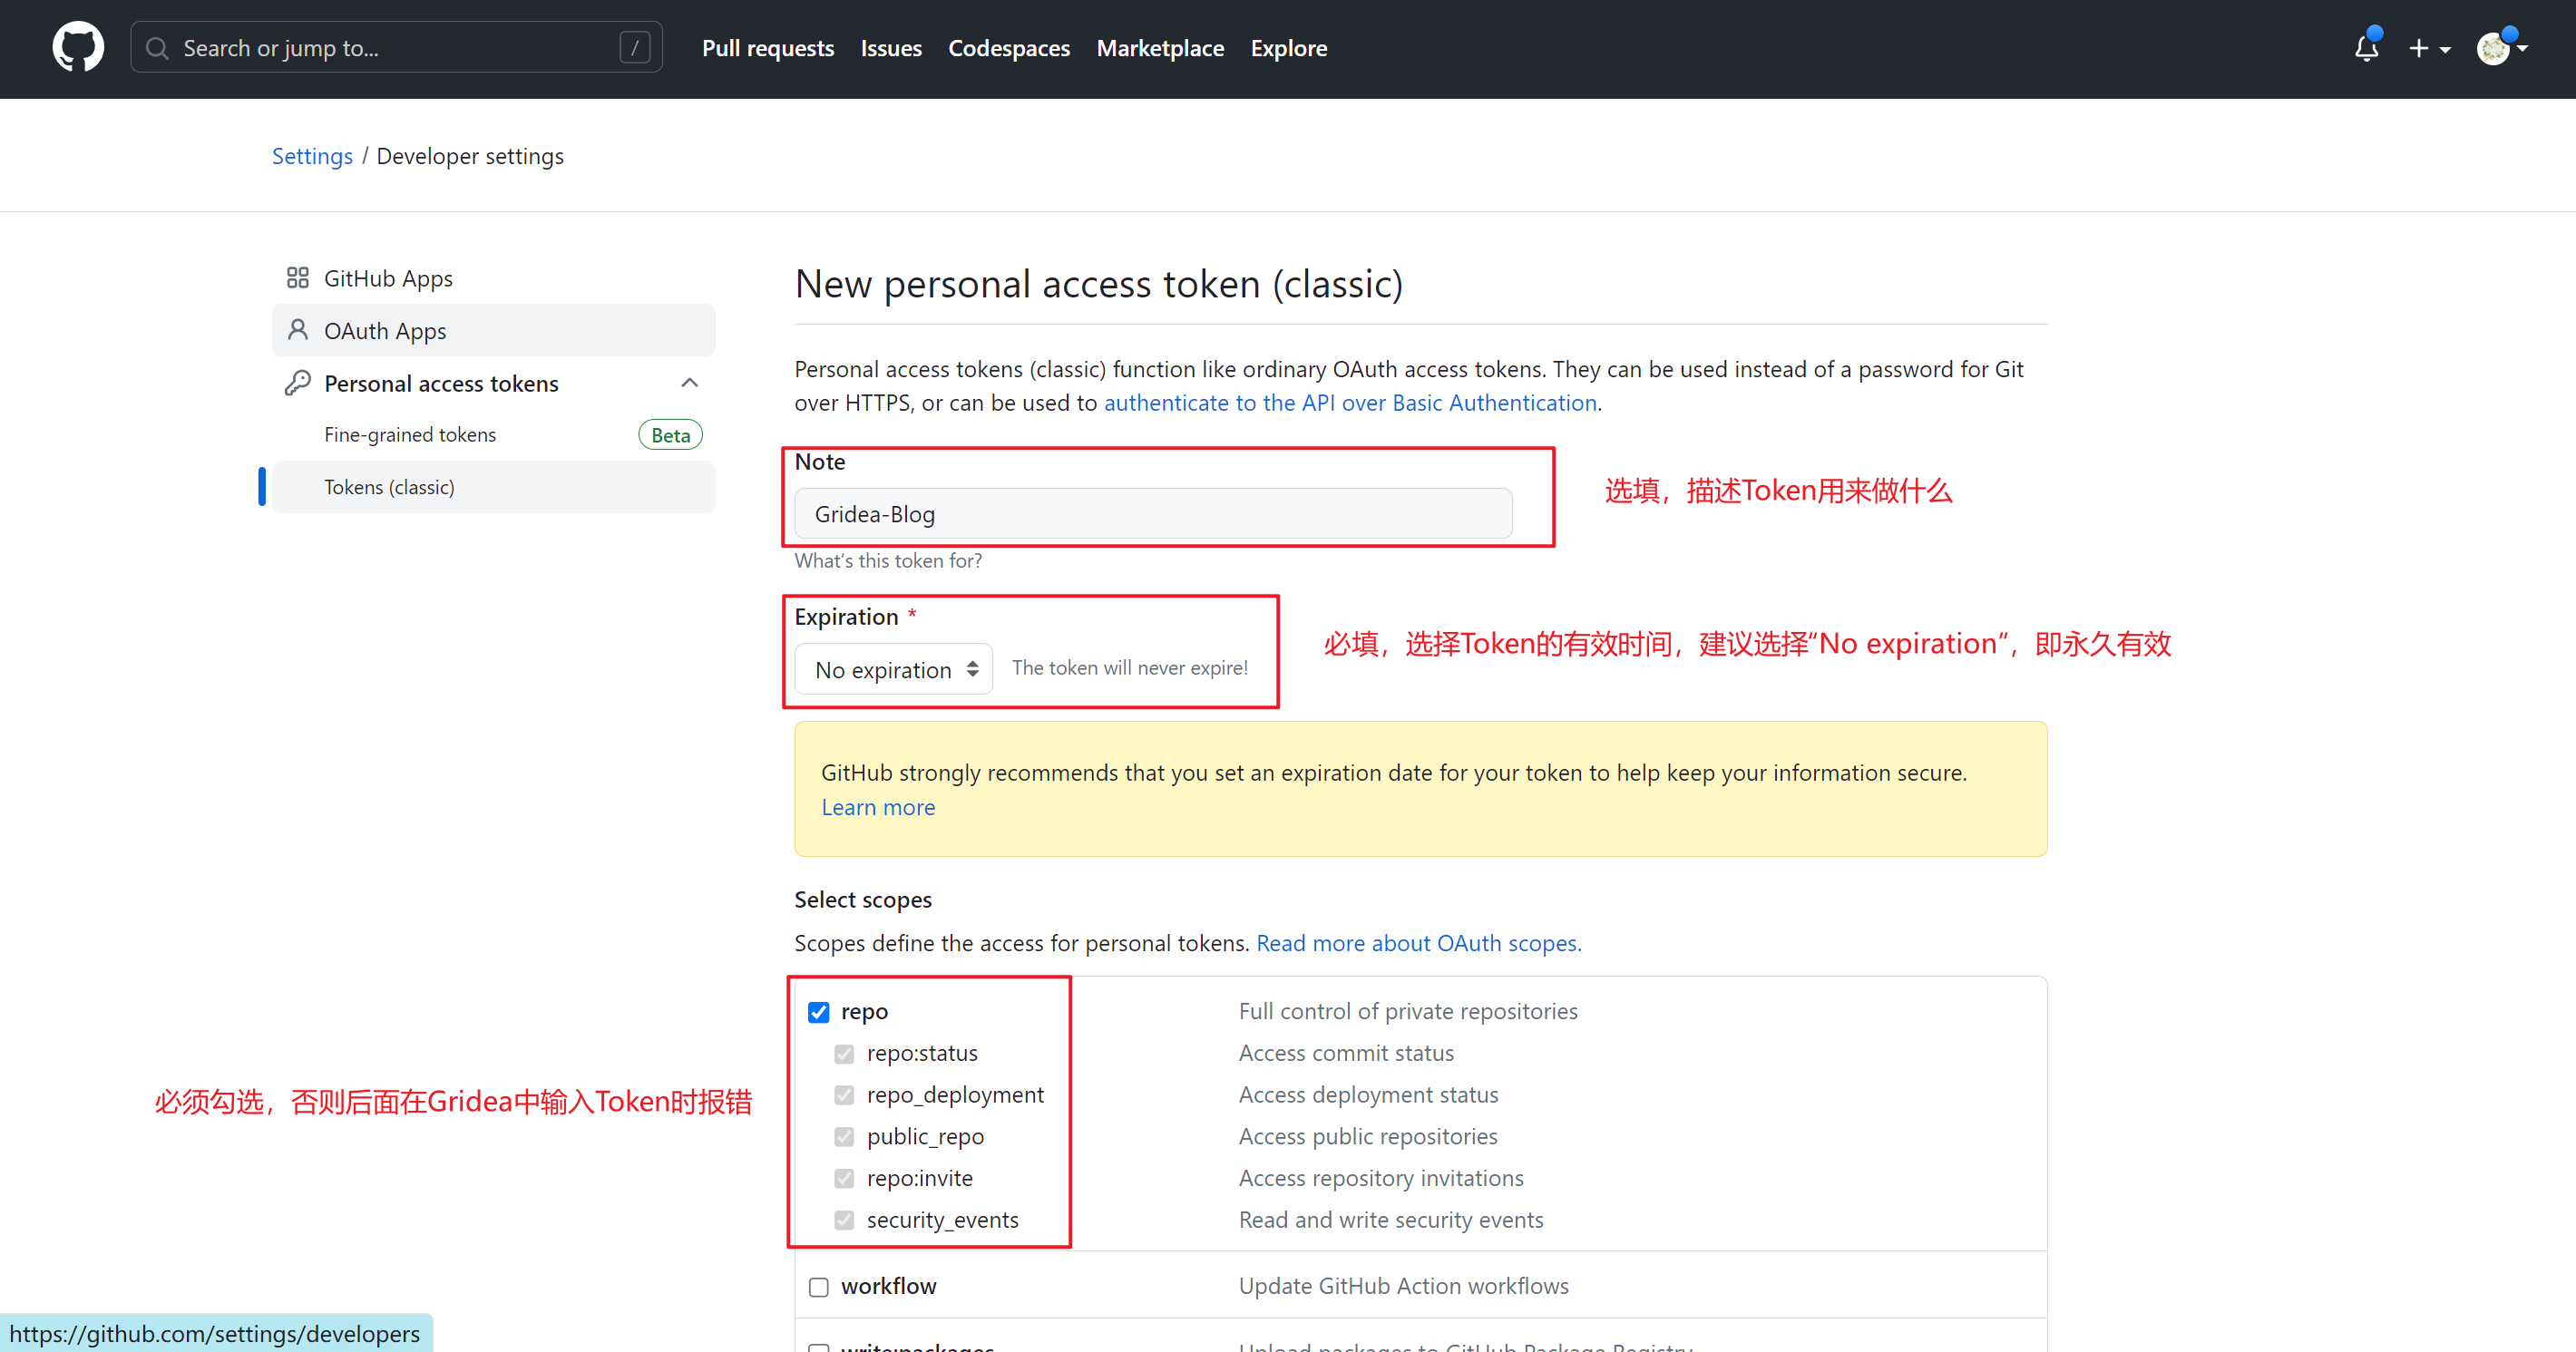 Search or jump to...
/
Pull requests
Issues
Codespaces
Marketplace
Explore
Settings / Developer settings
GitHub Apps
OAuth Apps
Personal access tokens
Fine-grained tokens
Beta
Tokens (classic)
New personal access token (classic)
Personal access tokens (classic) function like ordinary OAuth access tokens. They can be used instead of a password for Git
over HTTPS, or can be used to authenticate to the API over Basic Authentication.
Note
选填，描述Token用来做什么
Gridea-Blog
What's this token for?
Expiration *
必填，选择Token的有效时间，建议选择“No expiration”，即永久有效
No expiration
The token will never expire!
GitHub strongly recommends that you set an expiration date for your token to help keep your information secure.
Learn more
Select scopes
Scopes define the access for personal tokens. Read more about OAuth scopes.
repo
Full control of private repositories
repo:status
Access commit status
repo_deployment
Access deployment status
必须勾选，否则后面在Gridea中输入Token时报错
public_repo
Access public repositories
repo:invite
Access repository invitations
security_events
Read and write security events
workflow
Update GitHub Action workflows
https://github.com/settings/developers
write:packages
Upload packages to GitHub Package Registry